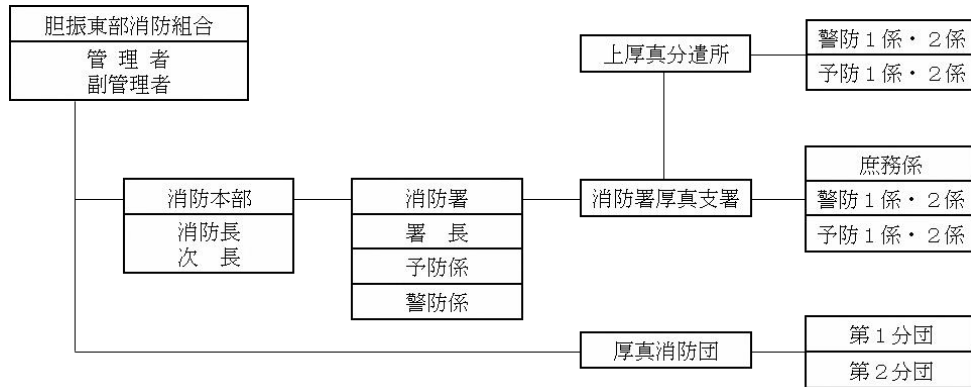 胆振東部消防組合
管 理 者
副管理者
上厚真分遣所
警防１係・２係
予防１係・２係
消防本部
消防長
次 長
消防署
署 長
予防係
警防係
消防署厚真支署
庶務係
警防１係・２係
予防１係・２係
厚真消防団
第１分団
第２分団